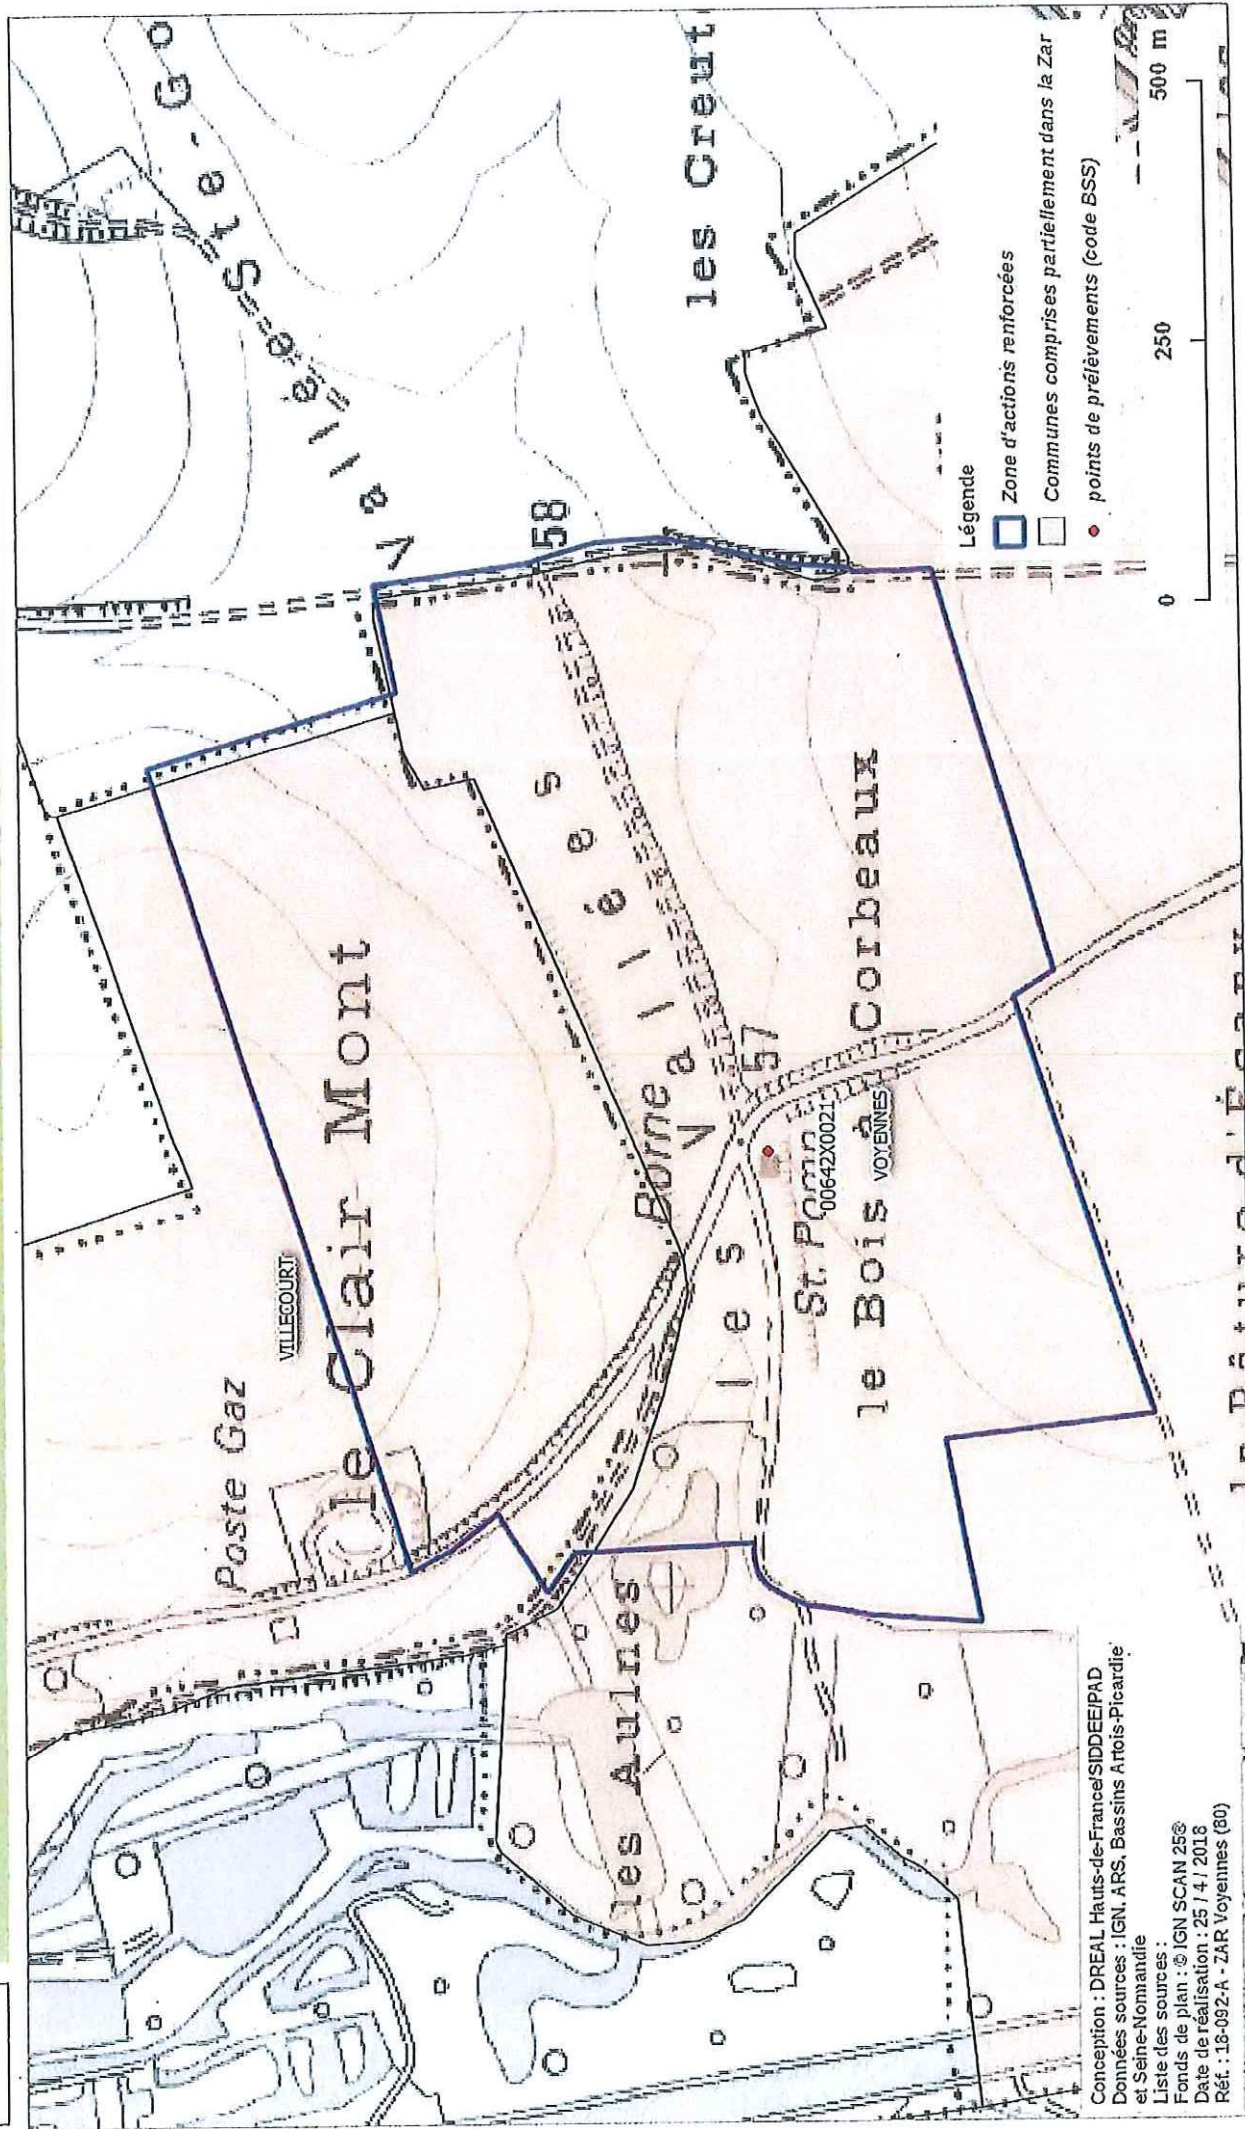 Vallée Ste-Go
les Creut
58
Poste Gaz
VILLECOURT
le Clair Mont
Borne
les Vallées
57
St. Pomp
00642X0021
le Bois à Corbeaux
VOYENNES
les Aulnes
Légende
Zone d'actions renforcées
Communes comprises partiellement dans la Zar
points de prélèvements (code BSS)
0 250 500 m
Conception : DREAL Hauts-de-France/SIDDEE/PAD
Données sources : IGN, ARS, Bassins Artois-Picardie
et Seine-Normandie
Liste des sources :
Fonds de plan : © IGN SCAN 25®
Date de réalisation : 25 / 4 / 2018
Réf. : 18-092-A - ZAR Voyennes (80)